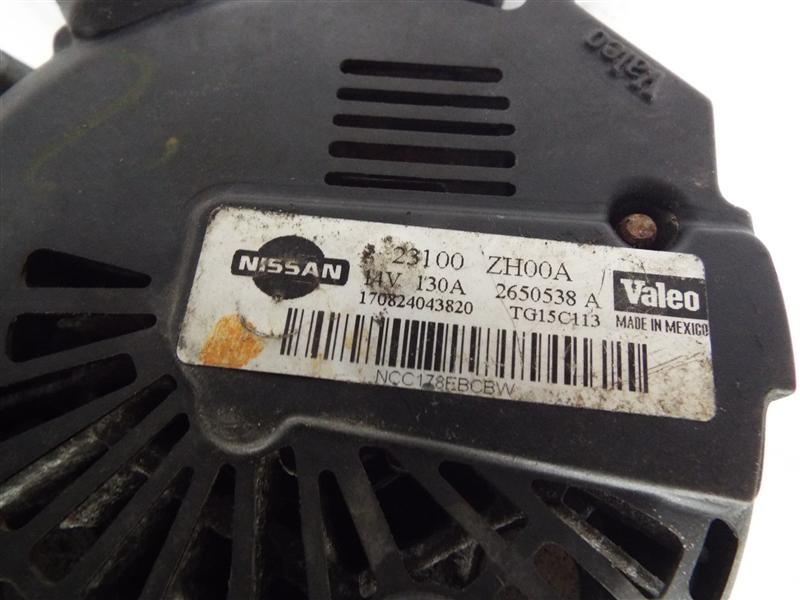 Valeo
NISSAN
23100 ZH00A
14V 130A 2650538 A
170824043820 TG15C113
Valeo
MADE IN MEXICO
NCC178EBCBW